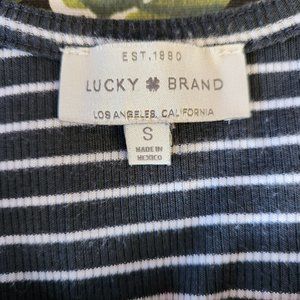 EST. 1990
LUCKY BRAND
LOS ANGELES, CALIFORNIA
S
MADE IN
MEXICO